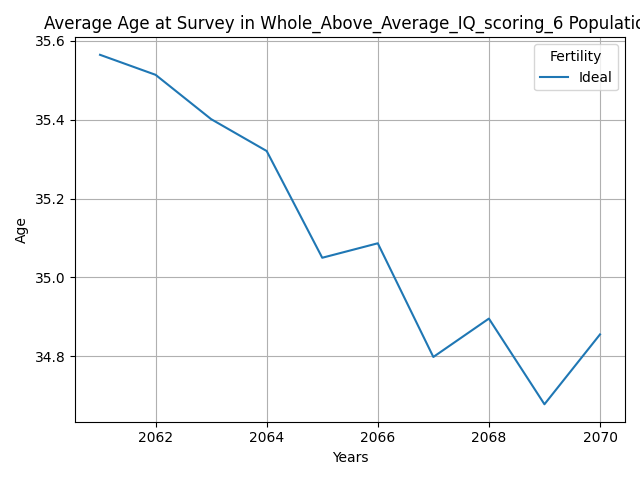 Average Age at Survey in Whole_Above_Average_IQ_scoring_6 Populatio
Fertility
Ideal
35.6
35.4
35.2
35.0
34.8
Age
2062 2064 2066 2068 2070
Years